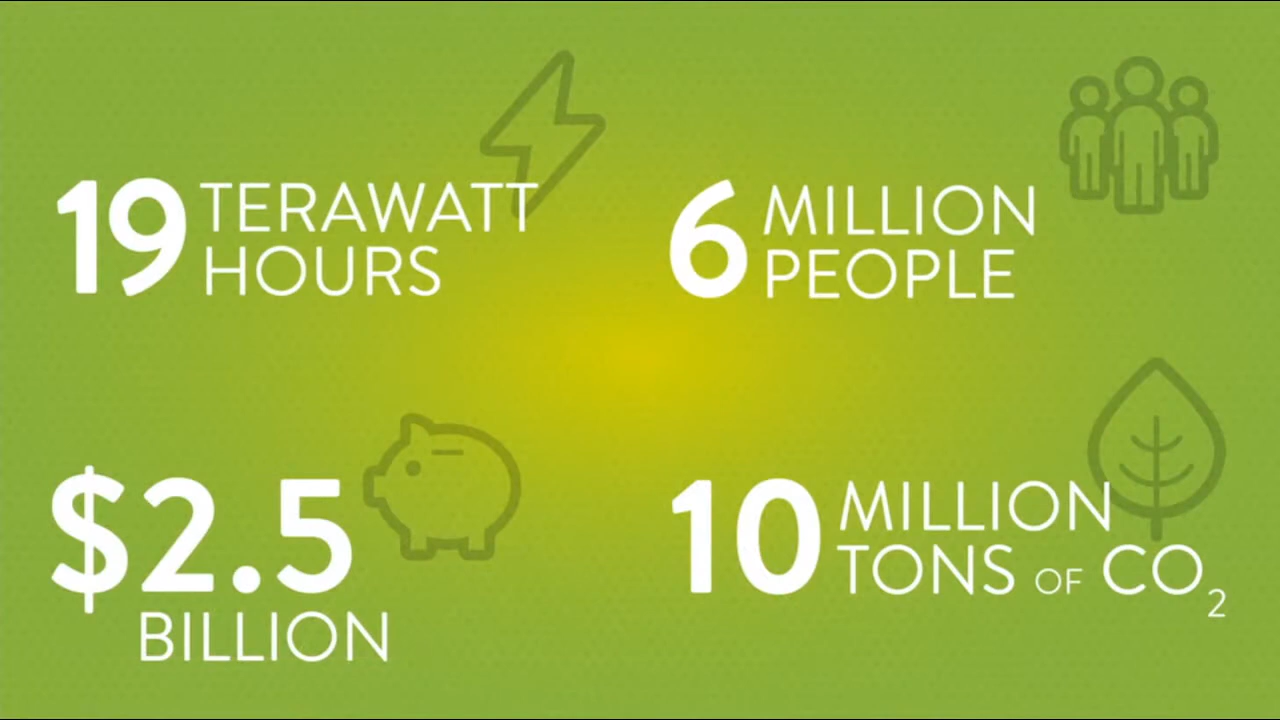 19 TERAWATT
HOURS
6 MILLION
PEOPLE
$2.5
BILLION
10 MILLION
TONS OF CO₂